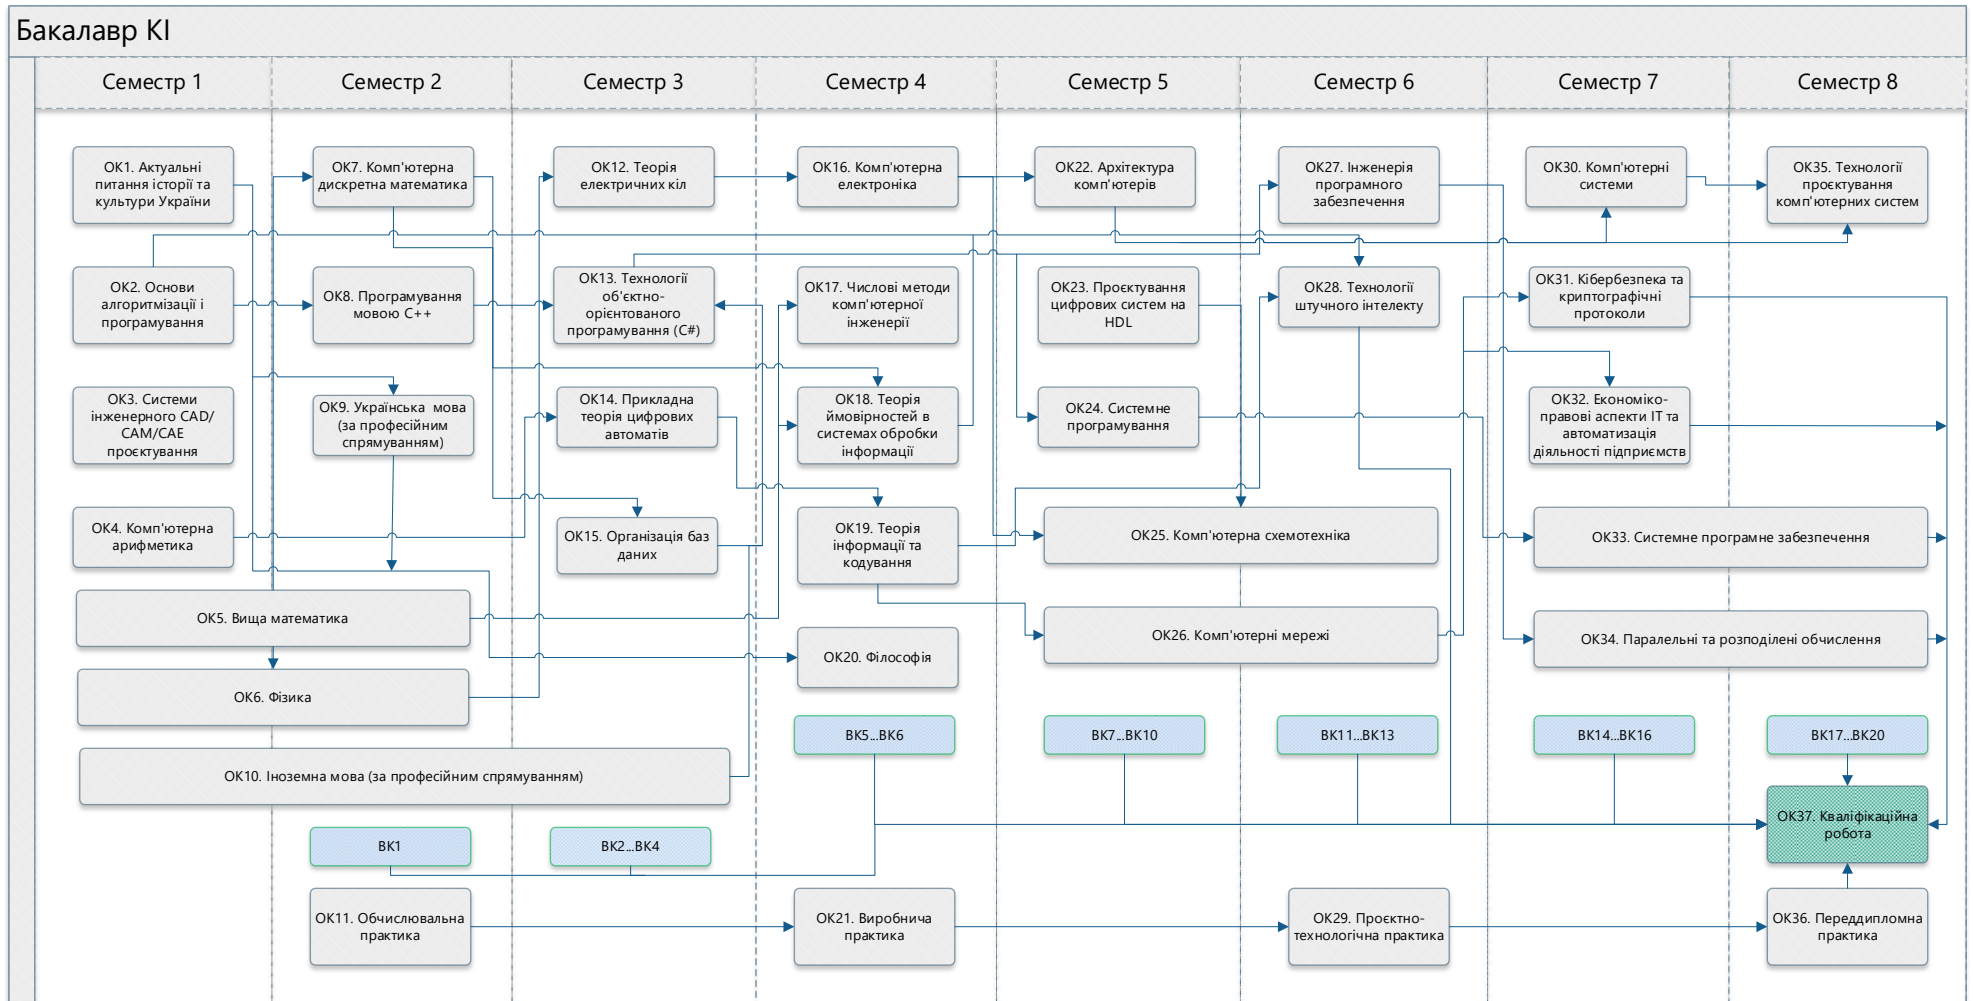 Бакалавр КІ
Семестр 1
Семестр 2
Семестр 3
Семестр 4
Семестр 5
Семестр 6
Семестр 7
Семестр 8
ОК1. Актуальні
питання історії та
культури України
ОК7. Комп'ютерна
дискретна математика
ОК12. Теорія
електричних кіл
ОК16. Комп'ютерна
електроніка
ОК22. Архітектура
комп'ютерів
ОК27. Інженерія
програмного
забезпечення
ОК30. Комп'ютерні
системи
ОК35. Технології
проєктування
комп'ютерних систем
ОК2. Основи
алгоритмізації і
програмування
ОК8. Програмування
мовою С++
ОК13. Технології
об'єктно-
орієнтованого
програмування (C#)
ОК17. Числові методи
комп'ютерної
інженерії
ОК23. Проєктування
цифрових систем на
HDL
ОК28. Технології
штучного інтелекту
ОК31. Кібербезпека та
криптографічні
протоколи
ОК3. Системи
інженерного CAD/
CAM/CAE
проєктування
ОК9. Українська  мова
(за професійним
спрямуванням)
ОК14. Прикладна
теорія цифрових
автоматів
ОК18. Теорія
ймовірностей в
системах обробки
інформації
ОК24. Системне
програмування
ОК32. Економіко-
правові аспекти ІТ та
автоматизація
діяльності підприємств
ОК4. Комп'ютерна
арифметика
ОК15. Організація баз
даних
ОК19. Теорія
інформації та
кодування
ОК25. Комп'ютерна схемотехніка
ОК33. Системне програмне забезпечення
ОК5. Вища математика
ОК26. Комп'ютерні мережі
ОК34. Паралельні та розподілені обчислення
ОК20. Філософія
ОК6. Фізика
ВК5...ВК6
ВК7...ВК10
ВК11...ВК13
ВК14...ВК16
ВК17...ВК20
ОК10. Іноземна мова (за професійним спрямуванням)
ОК37. Кваліфікаційна
робота
ВК1
ВК2...ВК4
ОК11. Обчислювальна
практика
ОК21. Виробнича
практика
ОК29. Проєктно-
технологічна практика
ОК36. Переддипломна
практика